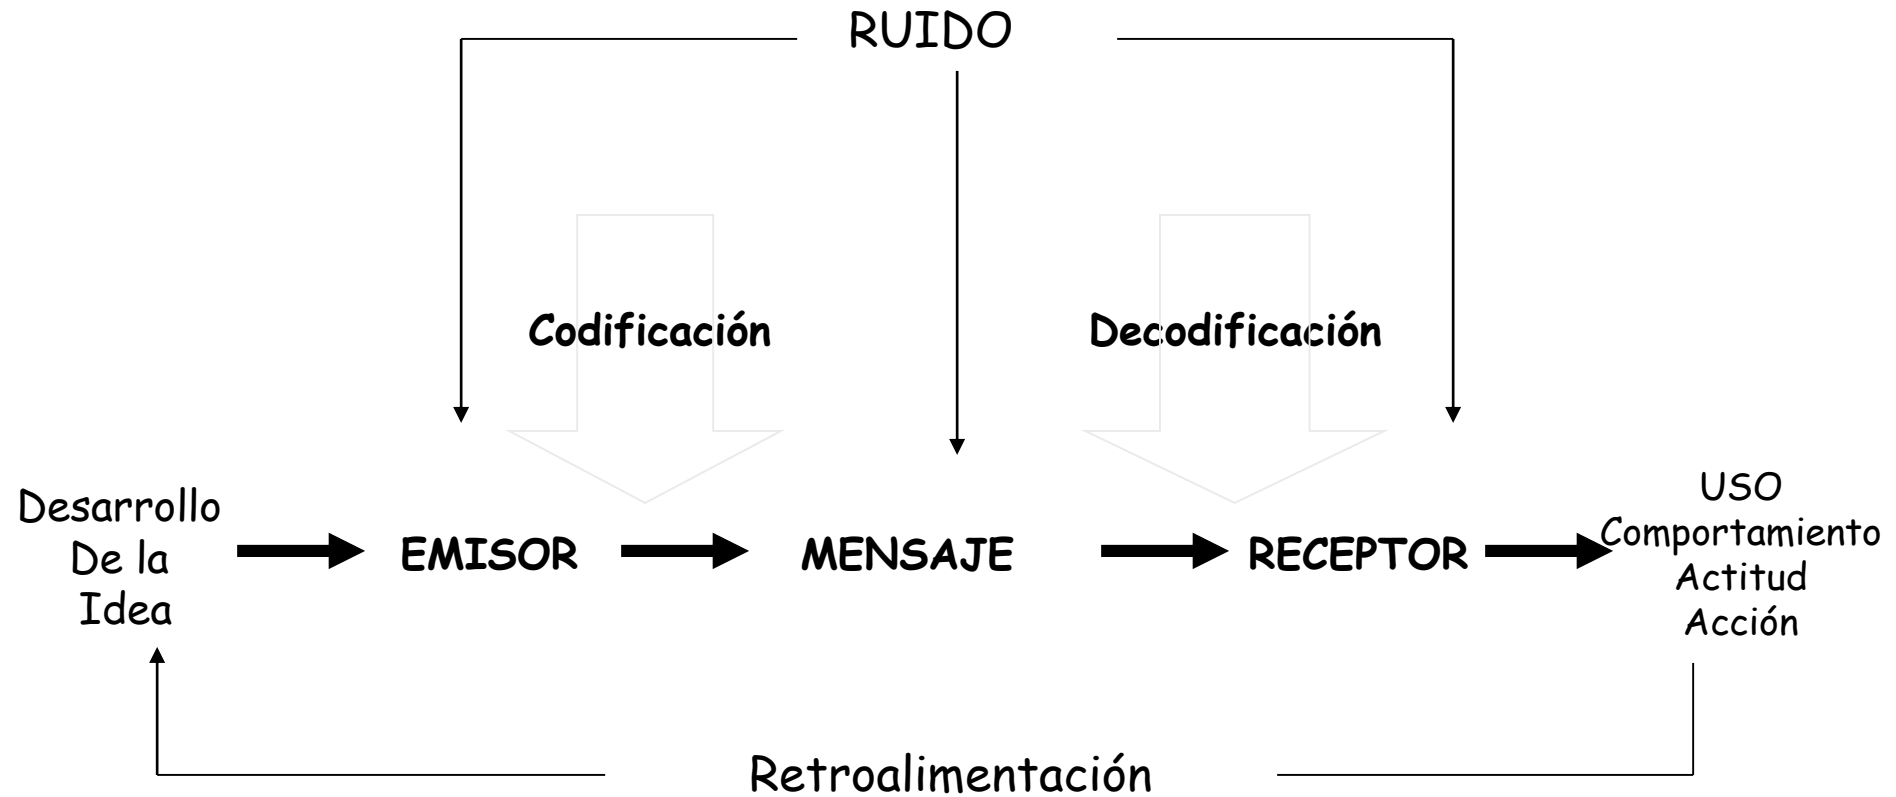 RUIDO
Codificación
Decodificación
Desarrollo
De la
Idea
EMISOR
MENSAJE
RECEPTOR
USO
Comportamiento
Actitud
Acción
Retroalimentación